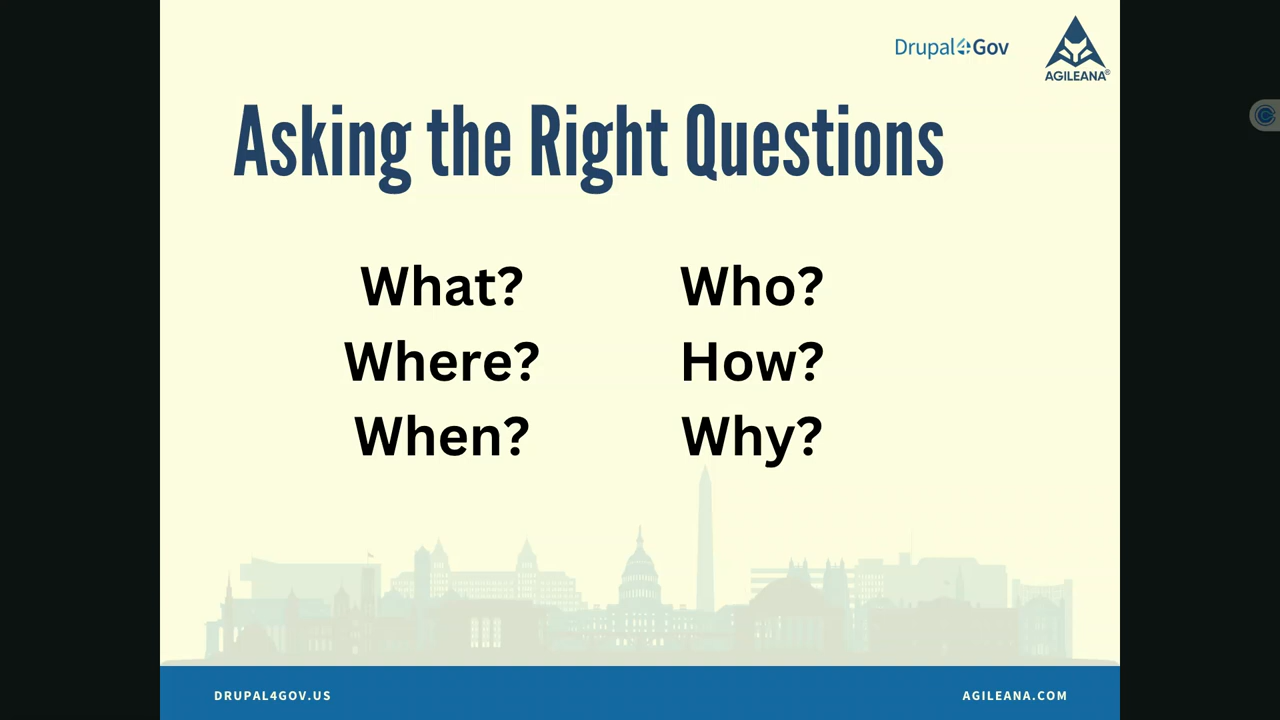 Drupal4Gov
AGILEANA®
Asking the Right Questions
What?
Where?
When?
Who?
How?
Why?
DRUPAL4GOV.US
AGILEANA.COM